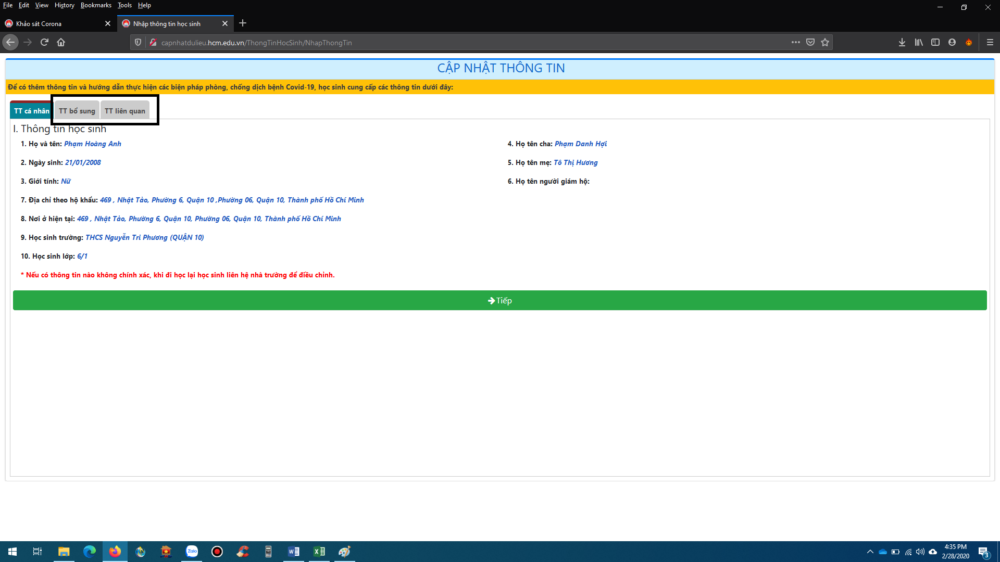 File Edit View History Bookmarks Tools Help
Khảo sát Corona
Nhập thông tin học sinh
capnhatdulieu.hcm.edu.vn/ThongTinHocSinh/NhapThongTin
CẬP NHẬT THÔNG TIN
Để có thêm thông tin và hướng dẫn thực hiện các biện pháp phòng, chống dịch bệnh Covid-19, học sinh cung cấp các thông tin dưới đây:
TT cá nhân TT bổ sung TT liên quan
I. Thông tin học sinh
1. Họ và tên: Phạm Hoàng Anh
4. Họ tên cha: Phạm Danh Hợi
2. Ngày sinh: 21/01/2008
5. Họ tên mẹ: Tô Thị Hương
3. Giới tính: Nữ
6. Họ tên người giám hộ:
7. Địa chỉ theo hộ khẩu: 469 , Nhật Tảo, Phường 6, Quận 10 ,Phường 06, Quận 10, Thành phố Hồ Chí Minh
8. Nơi ở hiện tại: 469 , Nhật Tảo, Phường 6, Quận 10, Phường 06, Quận 10, Thành phố Hồ Chí Minh
9. Học sinh trường: THCS Nguyễn Tri Phương (QUẬN 10)
10. Học sinh lớp: 6/1
* Nếu có thông tin nào không chính xác, khi đi học lại học sinh liên hệ nhà trường để điều chỉnh.
Tiếp
Zalo
4:35 PM
2/28/2020
3